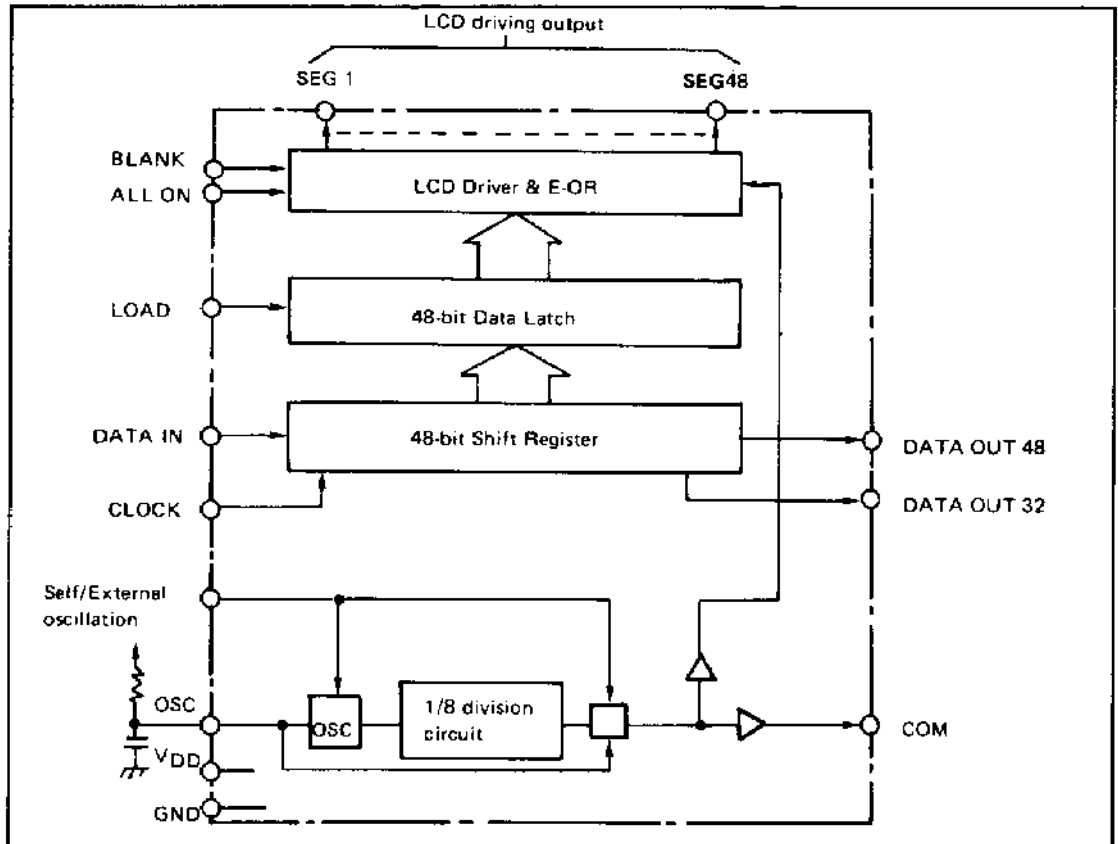 LCD driving output
SEG 1
SEG48
BLANK
ALL ON
LCD Driver & E-OR
LOAD
48-bit Data Latch
DATA IN
48-bit Shift Register
DATA OUT 48
CLOCK
DATA OUT 32
Self/External
oscillation
OSC
OSC
1/8 division
circuit
COM
VDD
GND